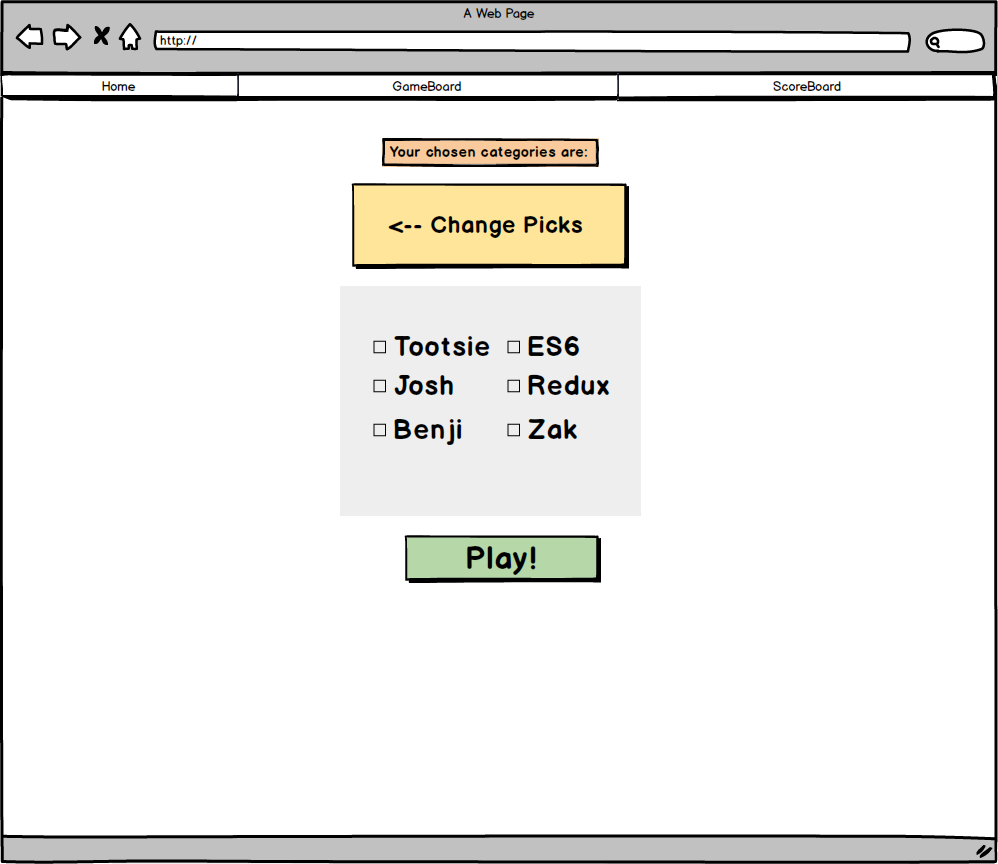 A Web Page
http://
Home GameBoard ScoreBoard
Your chosen categories are:
<-- Change Picks
Tootsie ES6
Josh Redux
Benji Zak
Play!